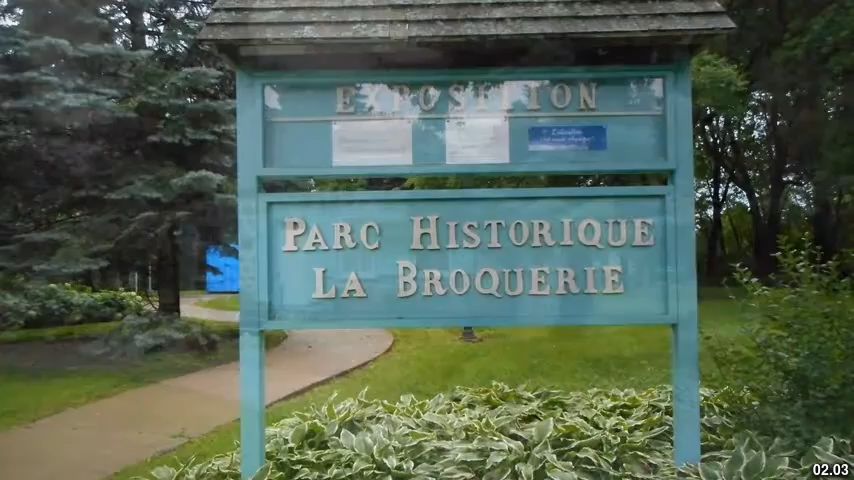 EXPOSITION
PARC HISTORIQUE
LA BROQUERIE
02.03